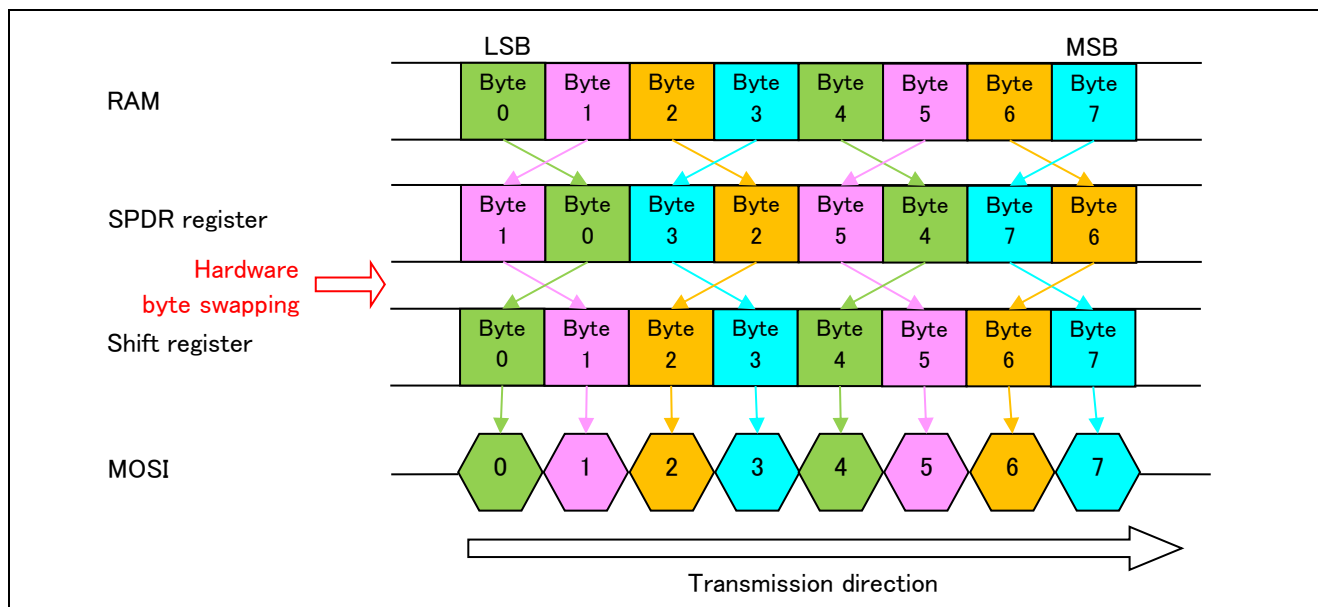 LSB MSB
RAM
Byte Byte Byte Byte Byte Byte Byte Byte
0 1 2 3 4 5 6 7
SPDR register
Byte Byte Byte Byte Byte Byte Byte Byte
1 0 3 2 5 4 7 6
Hardware
byte swapping
Shift register
Byte Byte Byte Byte Byte Byte Byte Byte
0 1 2 3 4 5 6 7
MOSI
0 1 2 3 4 5 6 7
Transmission direction